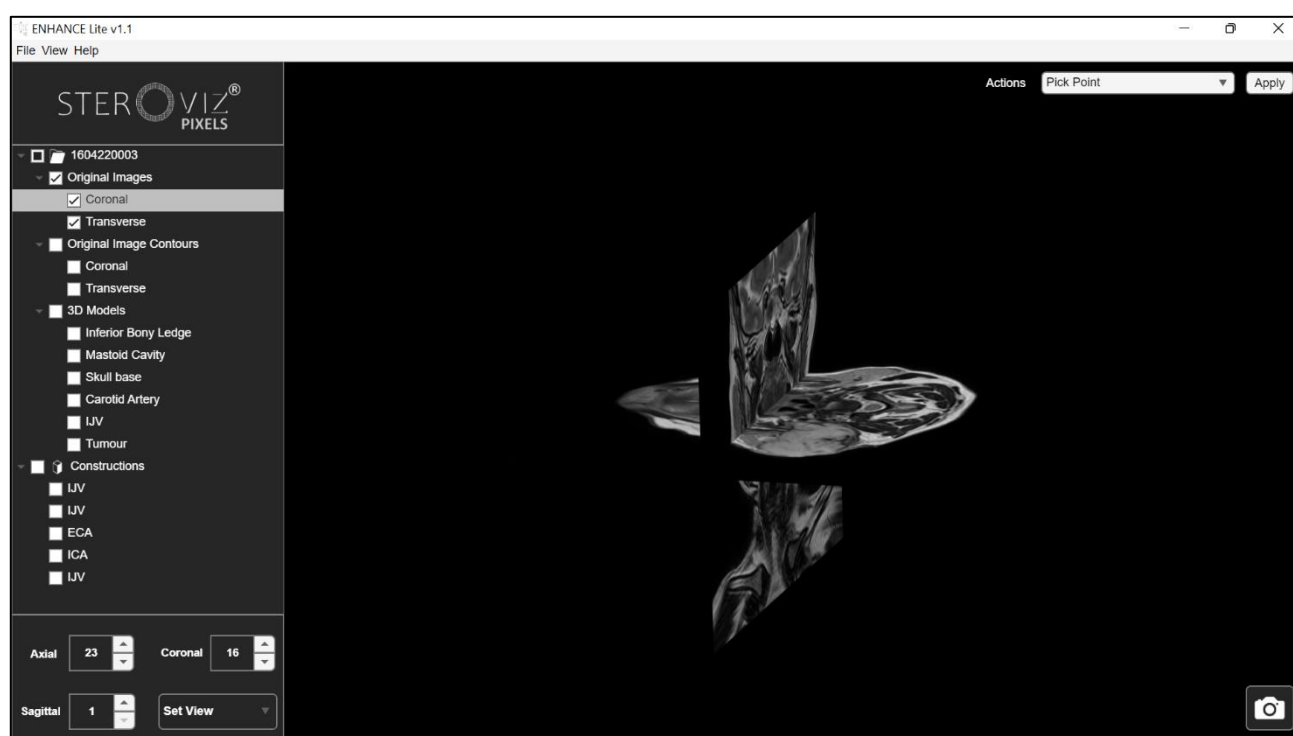 ENHANCE Lite v1.1
File View Help
STEROVIZ®
PIXELS
Actions Pick Point Apply
1604220003
Original Images
Coronal
Transverse
Original Image Contours
Coronal
Transverse
3D Models
Inferior Bony Ledge
Mastoid Cavity
Skull base
Carotid Artery
IJV
Tumour
Constructions
IJV
IJV
ECA
ICA
IJV
Axial 23 Coronal 16
Sagittal 1 Set View